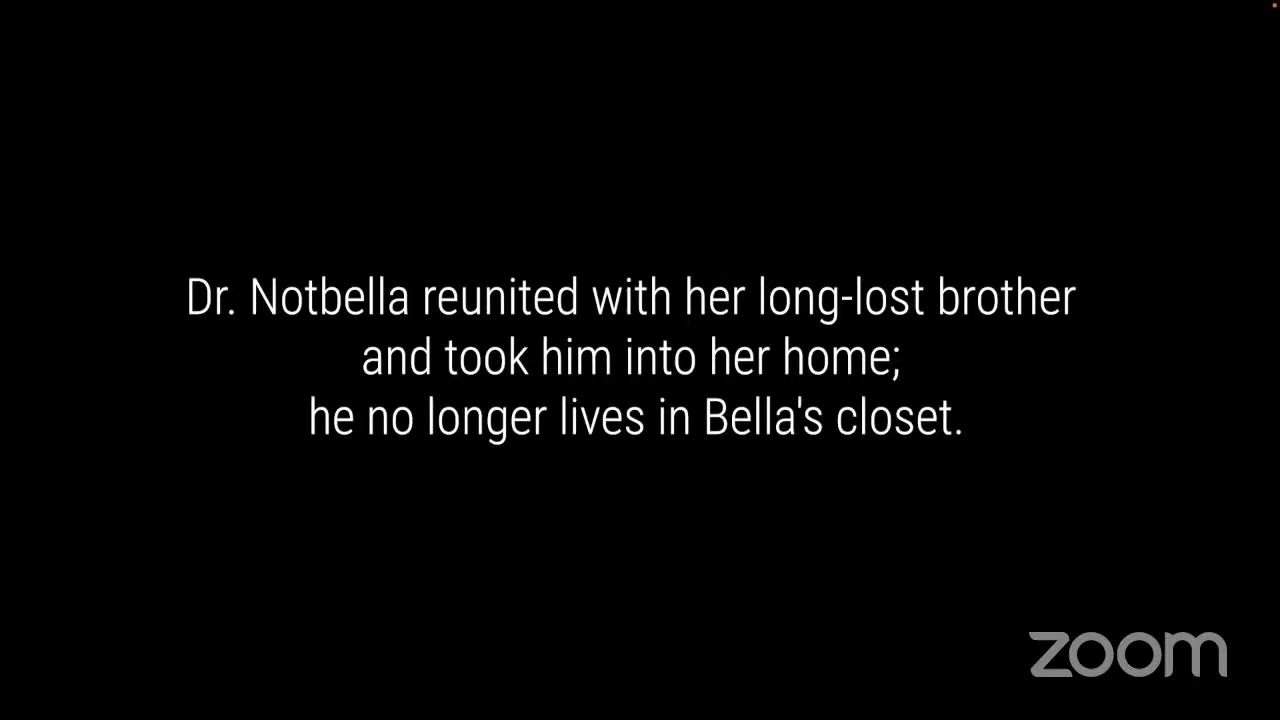 Dr. Notbella reunited with her long-lost brother
and took him into her home;
he no longer lives in Bella's closet.
zoom